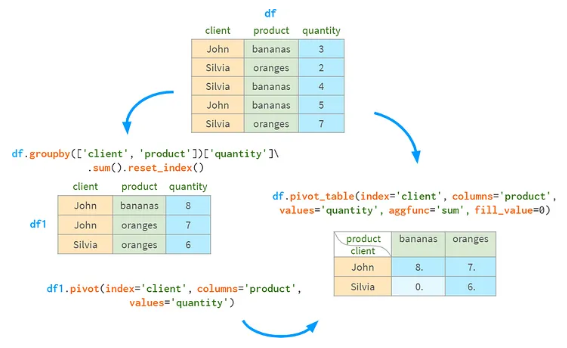 df
client product quantity
John bananas 3
Silvia oranges 2
Silvia bananas 4
John bananas 5
Silvia oranges 7
df.groupby(['client', 'product'])['quantity']\
.sum().reset_index()
client product quantity
df1
John bananas 8
John oranges 7
Silvia oranges 6
df.pivot_table(index='client', columns='product',
values='quantity', aggfunc='sum', fill_value=0)
product bananas oranges
client
John 8. 7.
Silvia 0. 6.
df1.pivot(index='client', columns='product',
values='quantity')